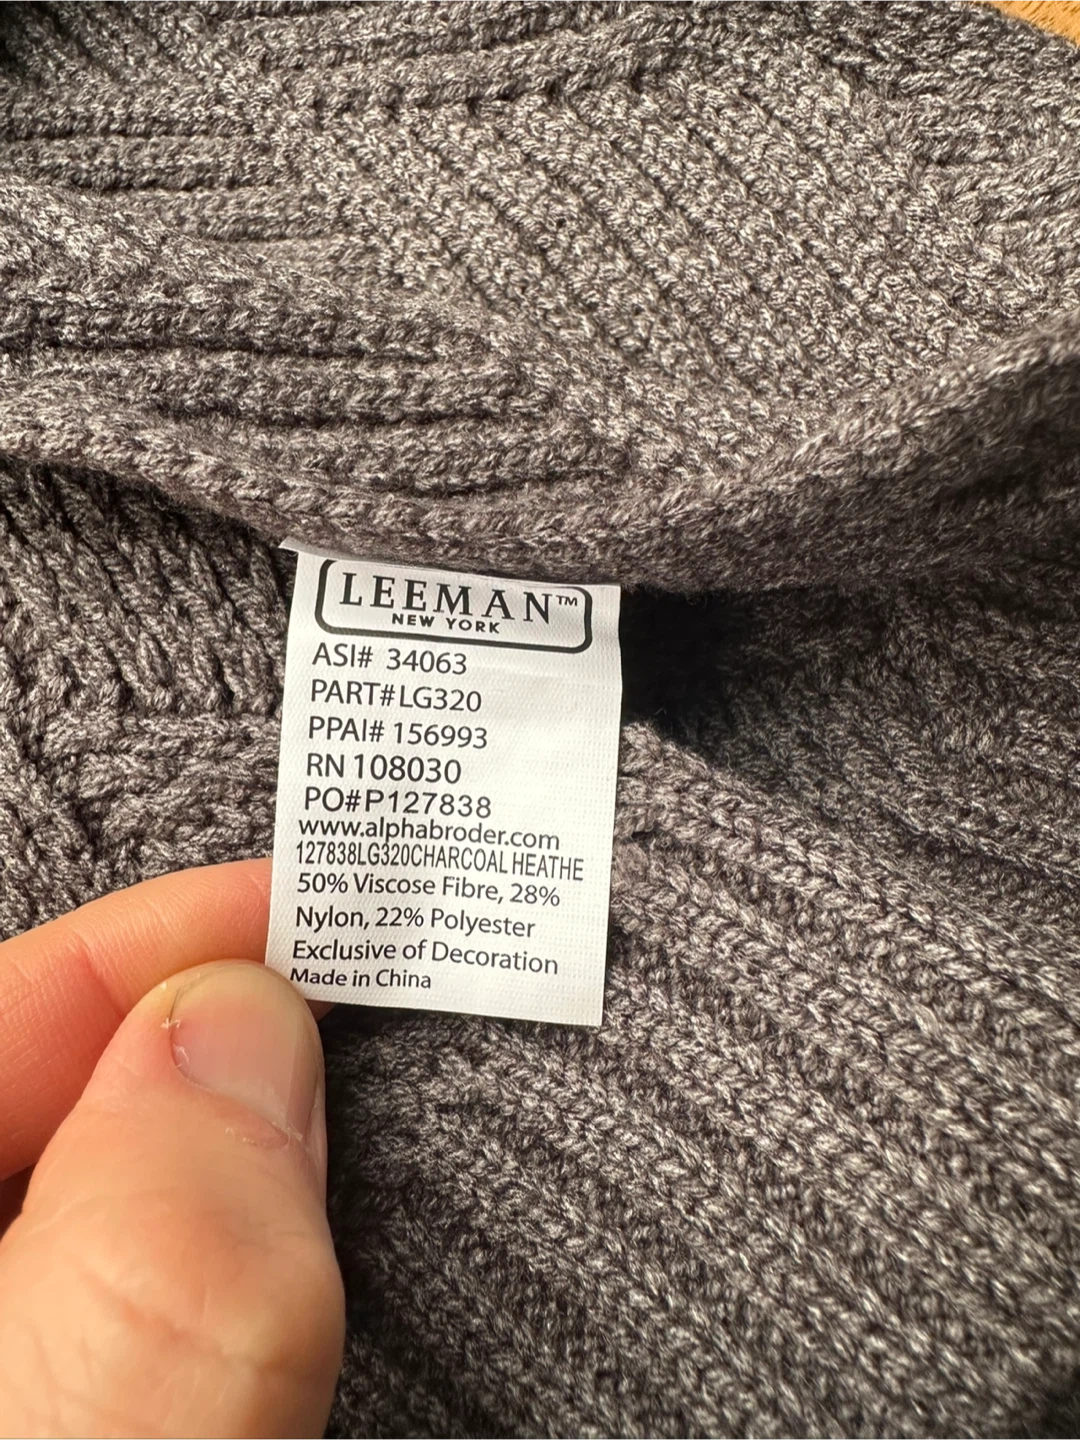 LEEMAN™
NEW YORK
ASI# 34063
PART#LG320
PPAI# 156993
RN 108030
PO#P127838
www.alphabroder.com
127838LG320CHARCOAL HEATHE
50% Viscose Fibre, 28%
Nylon, 22% Polyester
Exclusive of Decoration
Made in China